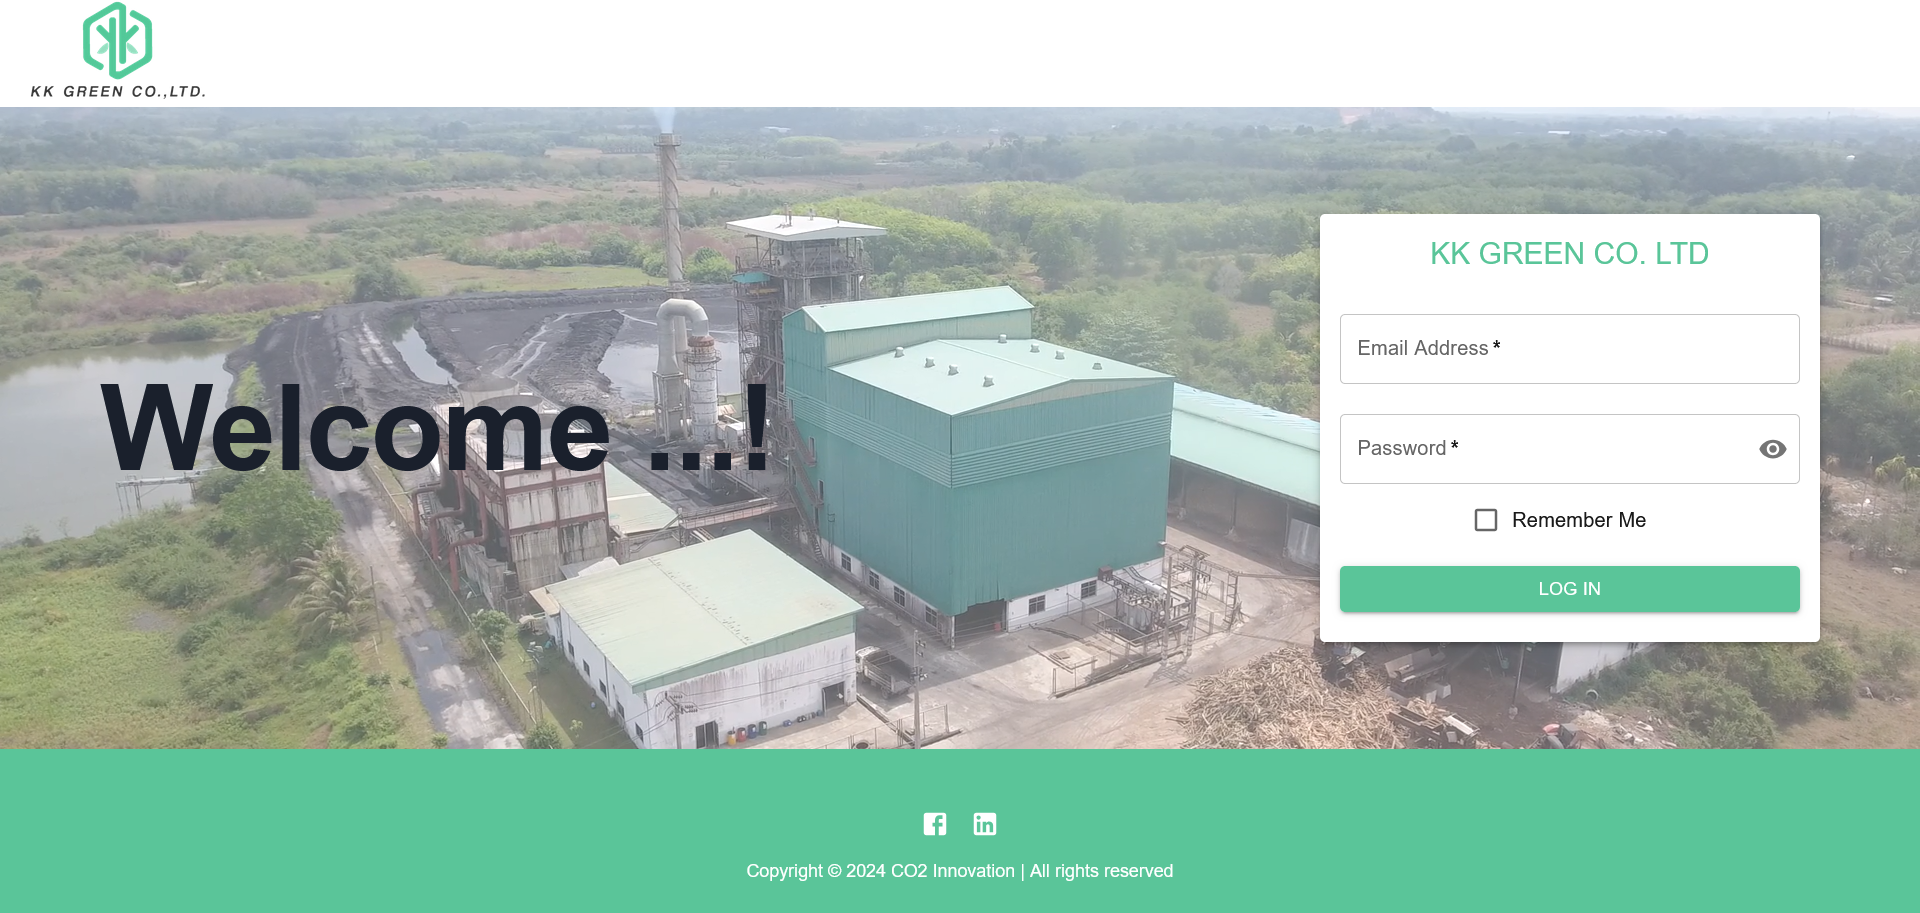 KK GREEN CO.,LTD.
Welcome ...!
KK GREEN CO. LTD
Email Address *
Password *
Remember Me
LOG IN
Copyright © 2024 CO2 Innovation | All rights reserved